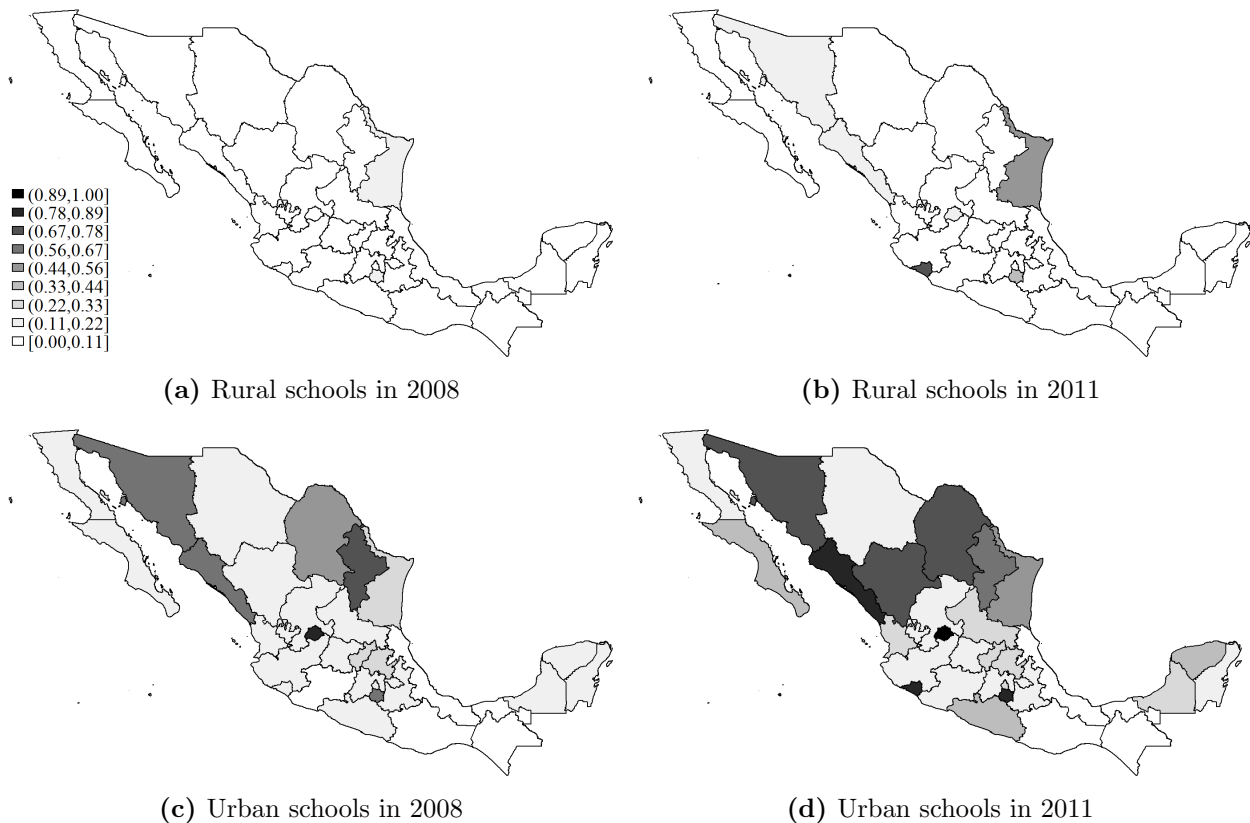 (0.89,1.00]
(0.78,0.89]
(0.67,0.78]
(0.56,0.67]
(0.44,0.56]
(0.33,0.44]
(0.22,0.33]
(0.11,0.22]
[0.00,0.11]
(a) Rural schools in 2008
(b) Rural schools in 2011
(c) Urban schools in 2008
(d) Urban schools in 2011